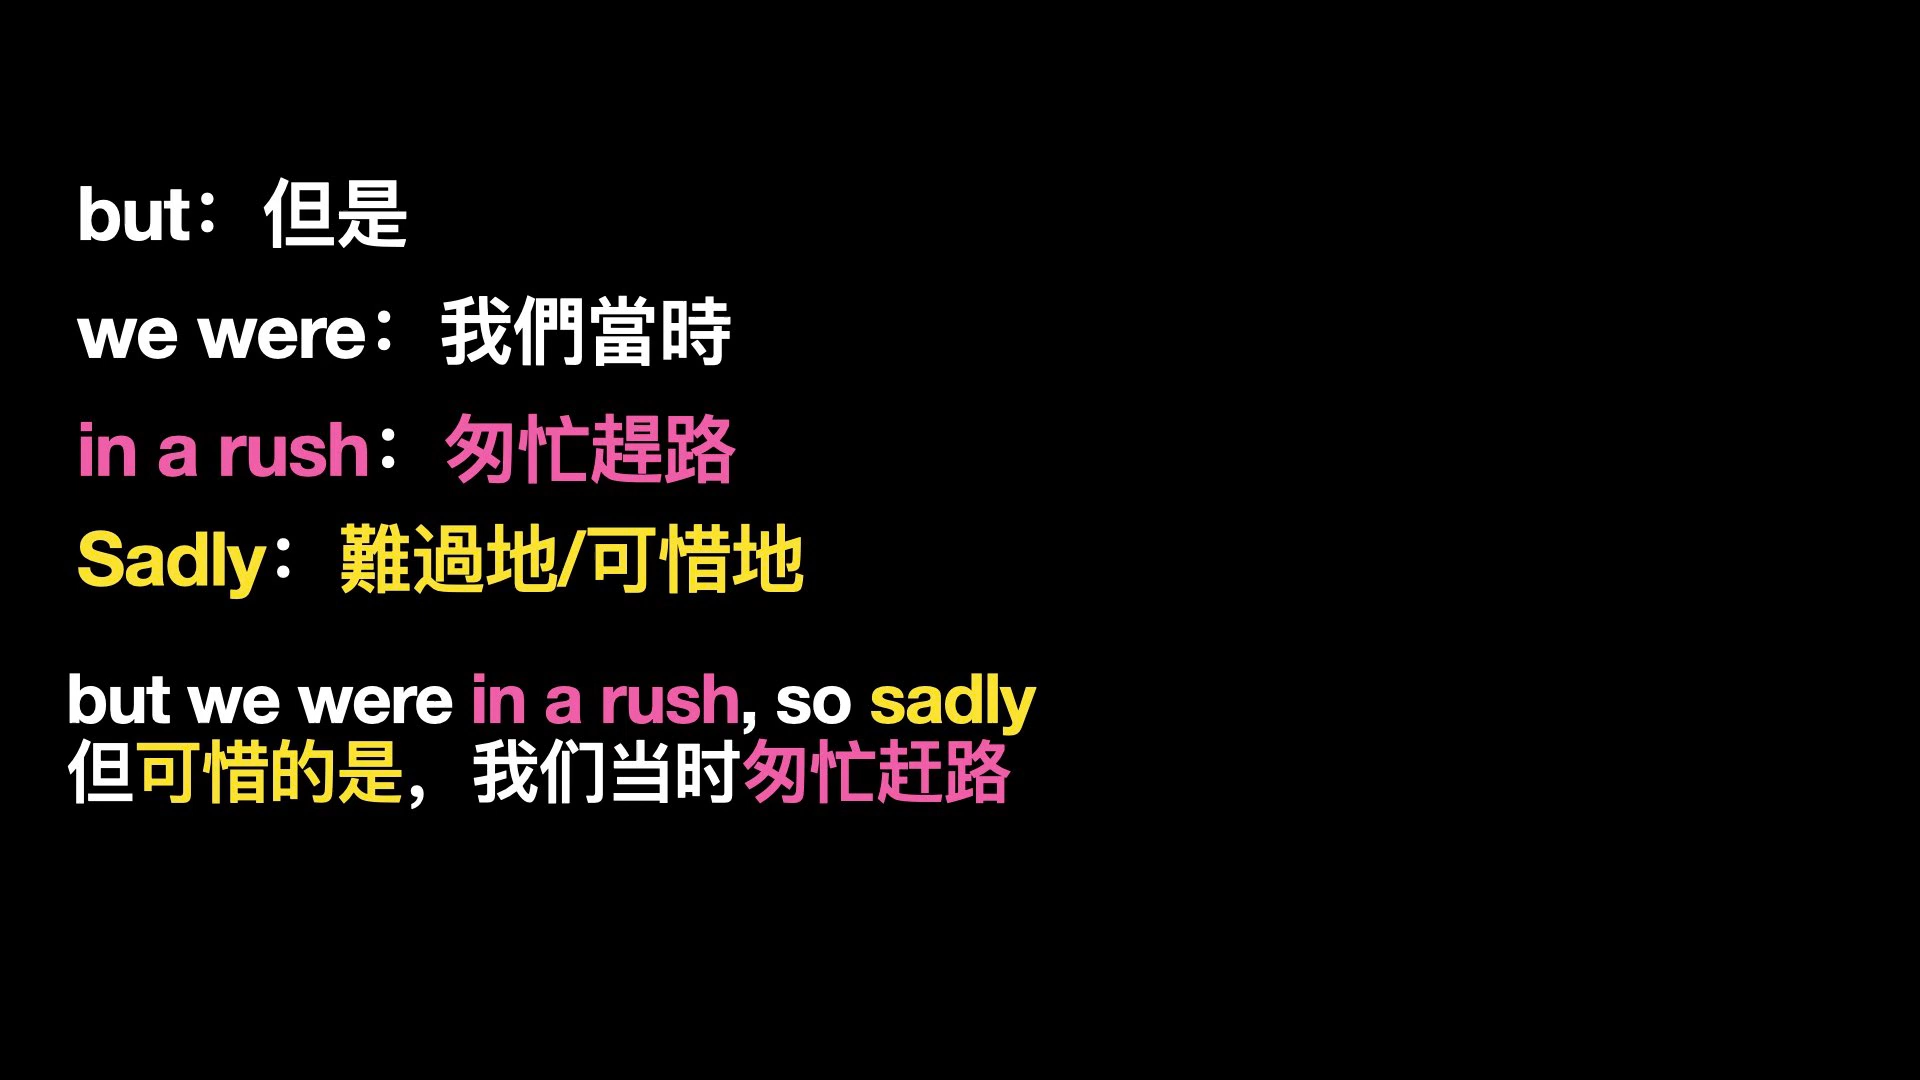 but：但是
we were：我們當時
in a rush：匆忙趕路
Sadly：難過地/可惜地
but we were in a rush, so sadly
但可惜的是，我们当时匆忙赶路